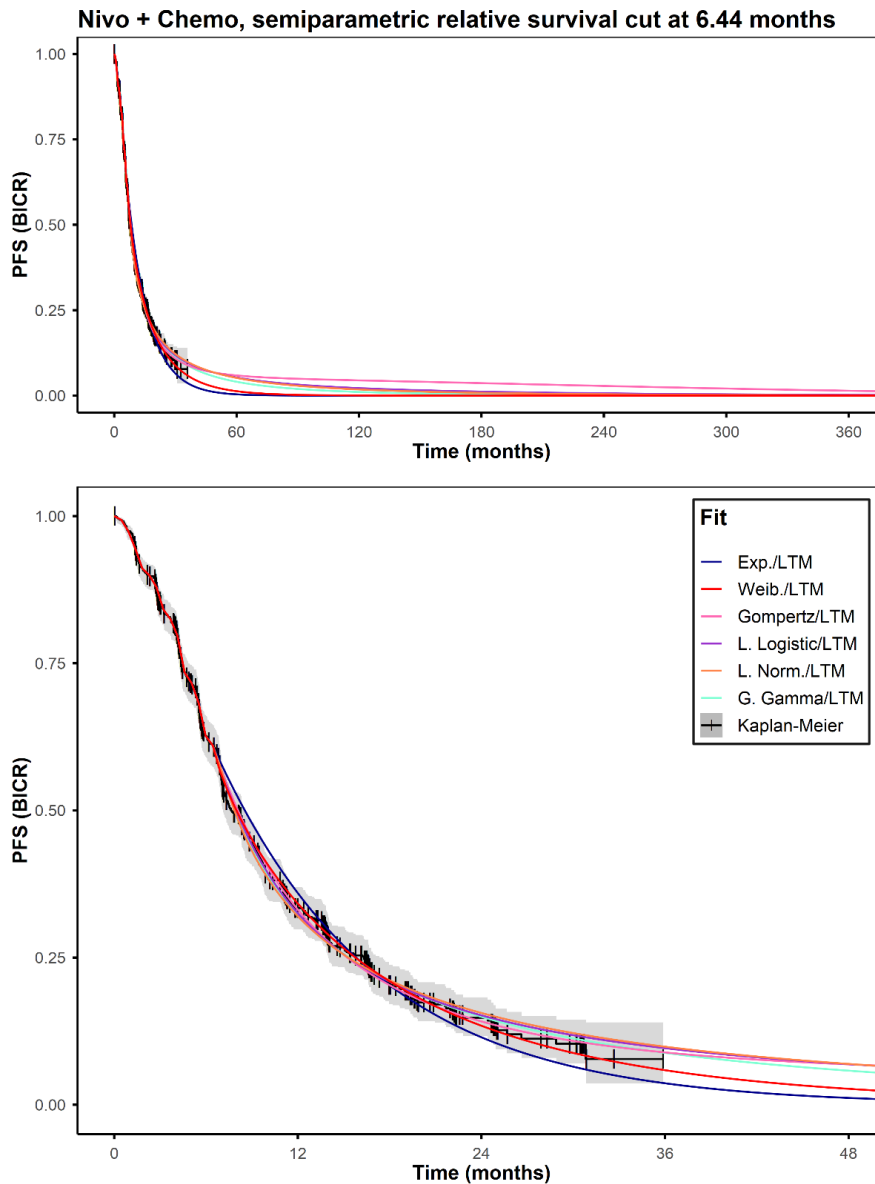 Nivo + Chemo, semiparametric relative survival cut at 6.44 months
PFS (BICR)
1.00
0.75
0.50
0.25
0.00
0 60 120 180 240 300 360
Time (months)
PFS (BICR)
1.00
0.75
0.50
0.25
0.00
Fit
Exp./LTM
Weib./LTM
Gompertz/LTM
L. Logistic/LTM
L. Norm./LTM
G. Gamma/LTM
Kaplan-Meier
0 12 24 36 48
Time (months)